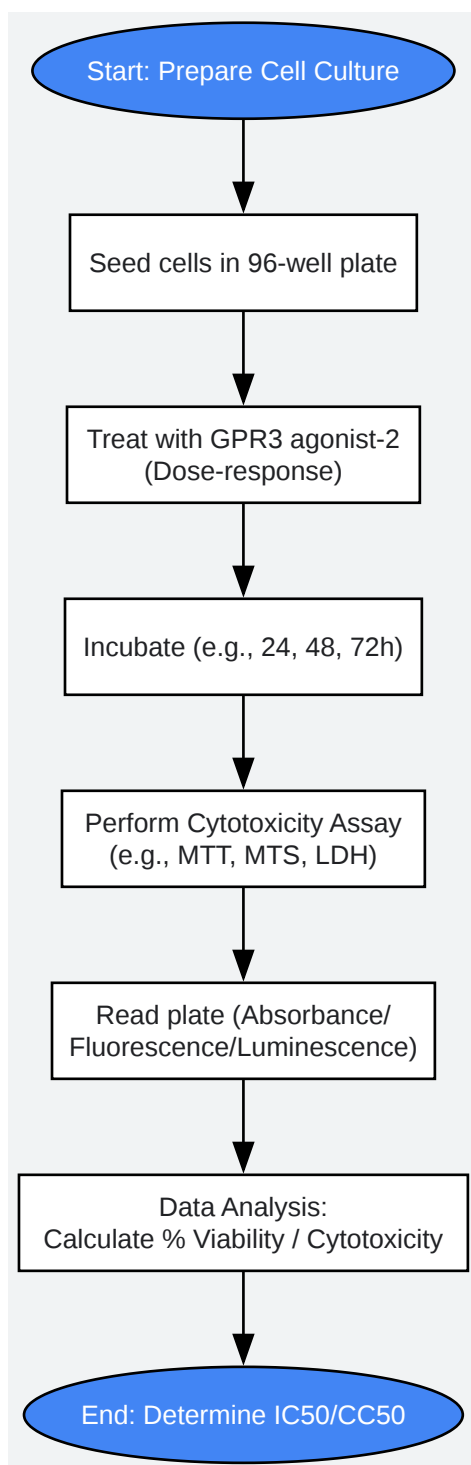 Start: Prepare Cell Culture
Seed cells in 96-well plate
Treat with GPR3 agonist-2
(Dose-response)
Incubate (e.g., 24, 48, 72h)
Perform Cytotoxicity Assay
(e.g., MTT, MTS, LDH)
Read plate (Absorbance/
Fluorescence/Luminescence)
Data Analysis:
Calculate % Viability / Cytotoxicity
End: Determine IC50/CC50